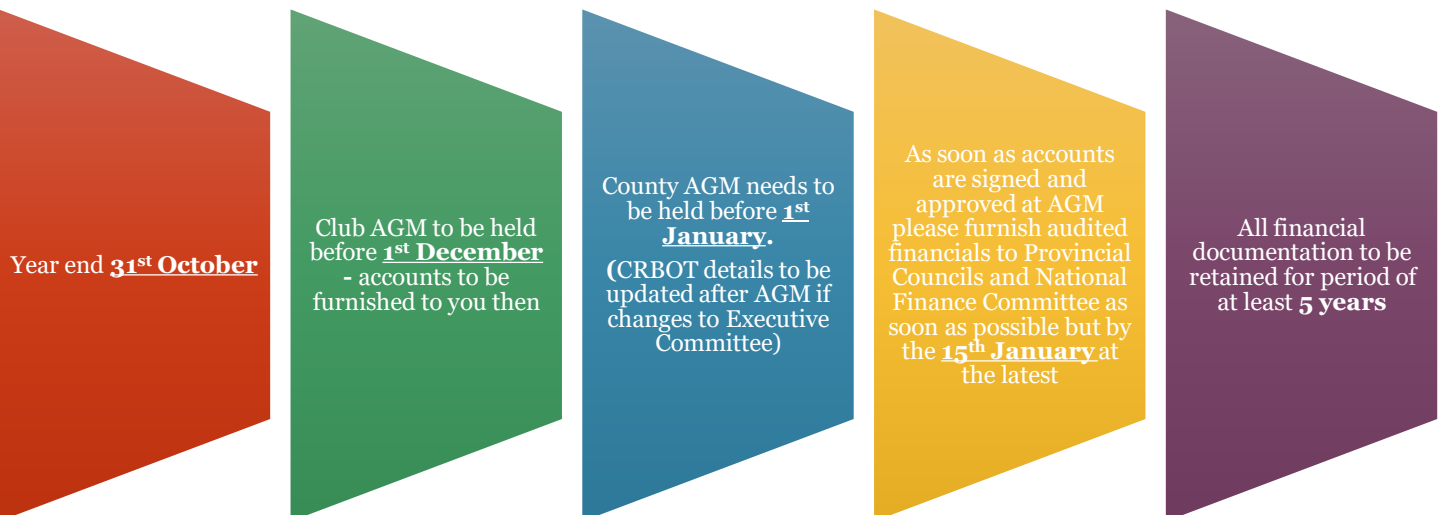 Year end 31st October
Club AGM to be held
before 1st December
- accounts to be
furnished to you then
County AGM needs to
be held before 1st
January.
(CRBOT details to be
updated after AGM if
changes to Executive
Committee)
As soon as accounts
are signed and
approved at AGM
please furnish audited
financials to Provincial
Councils and National
Finance Committee as
soon as possible but by
the 15th January at
the latest
All financial
documentation to be
retained for period of
at least 5 years